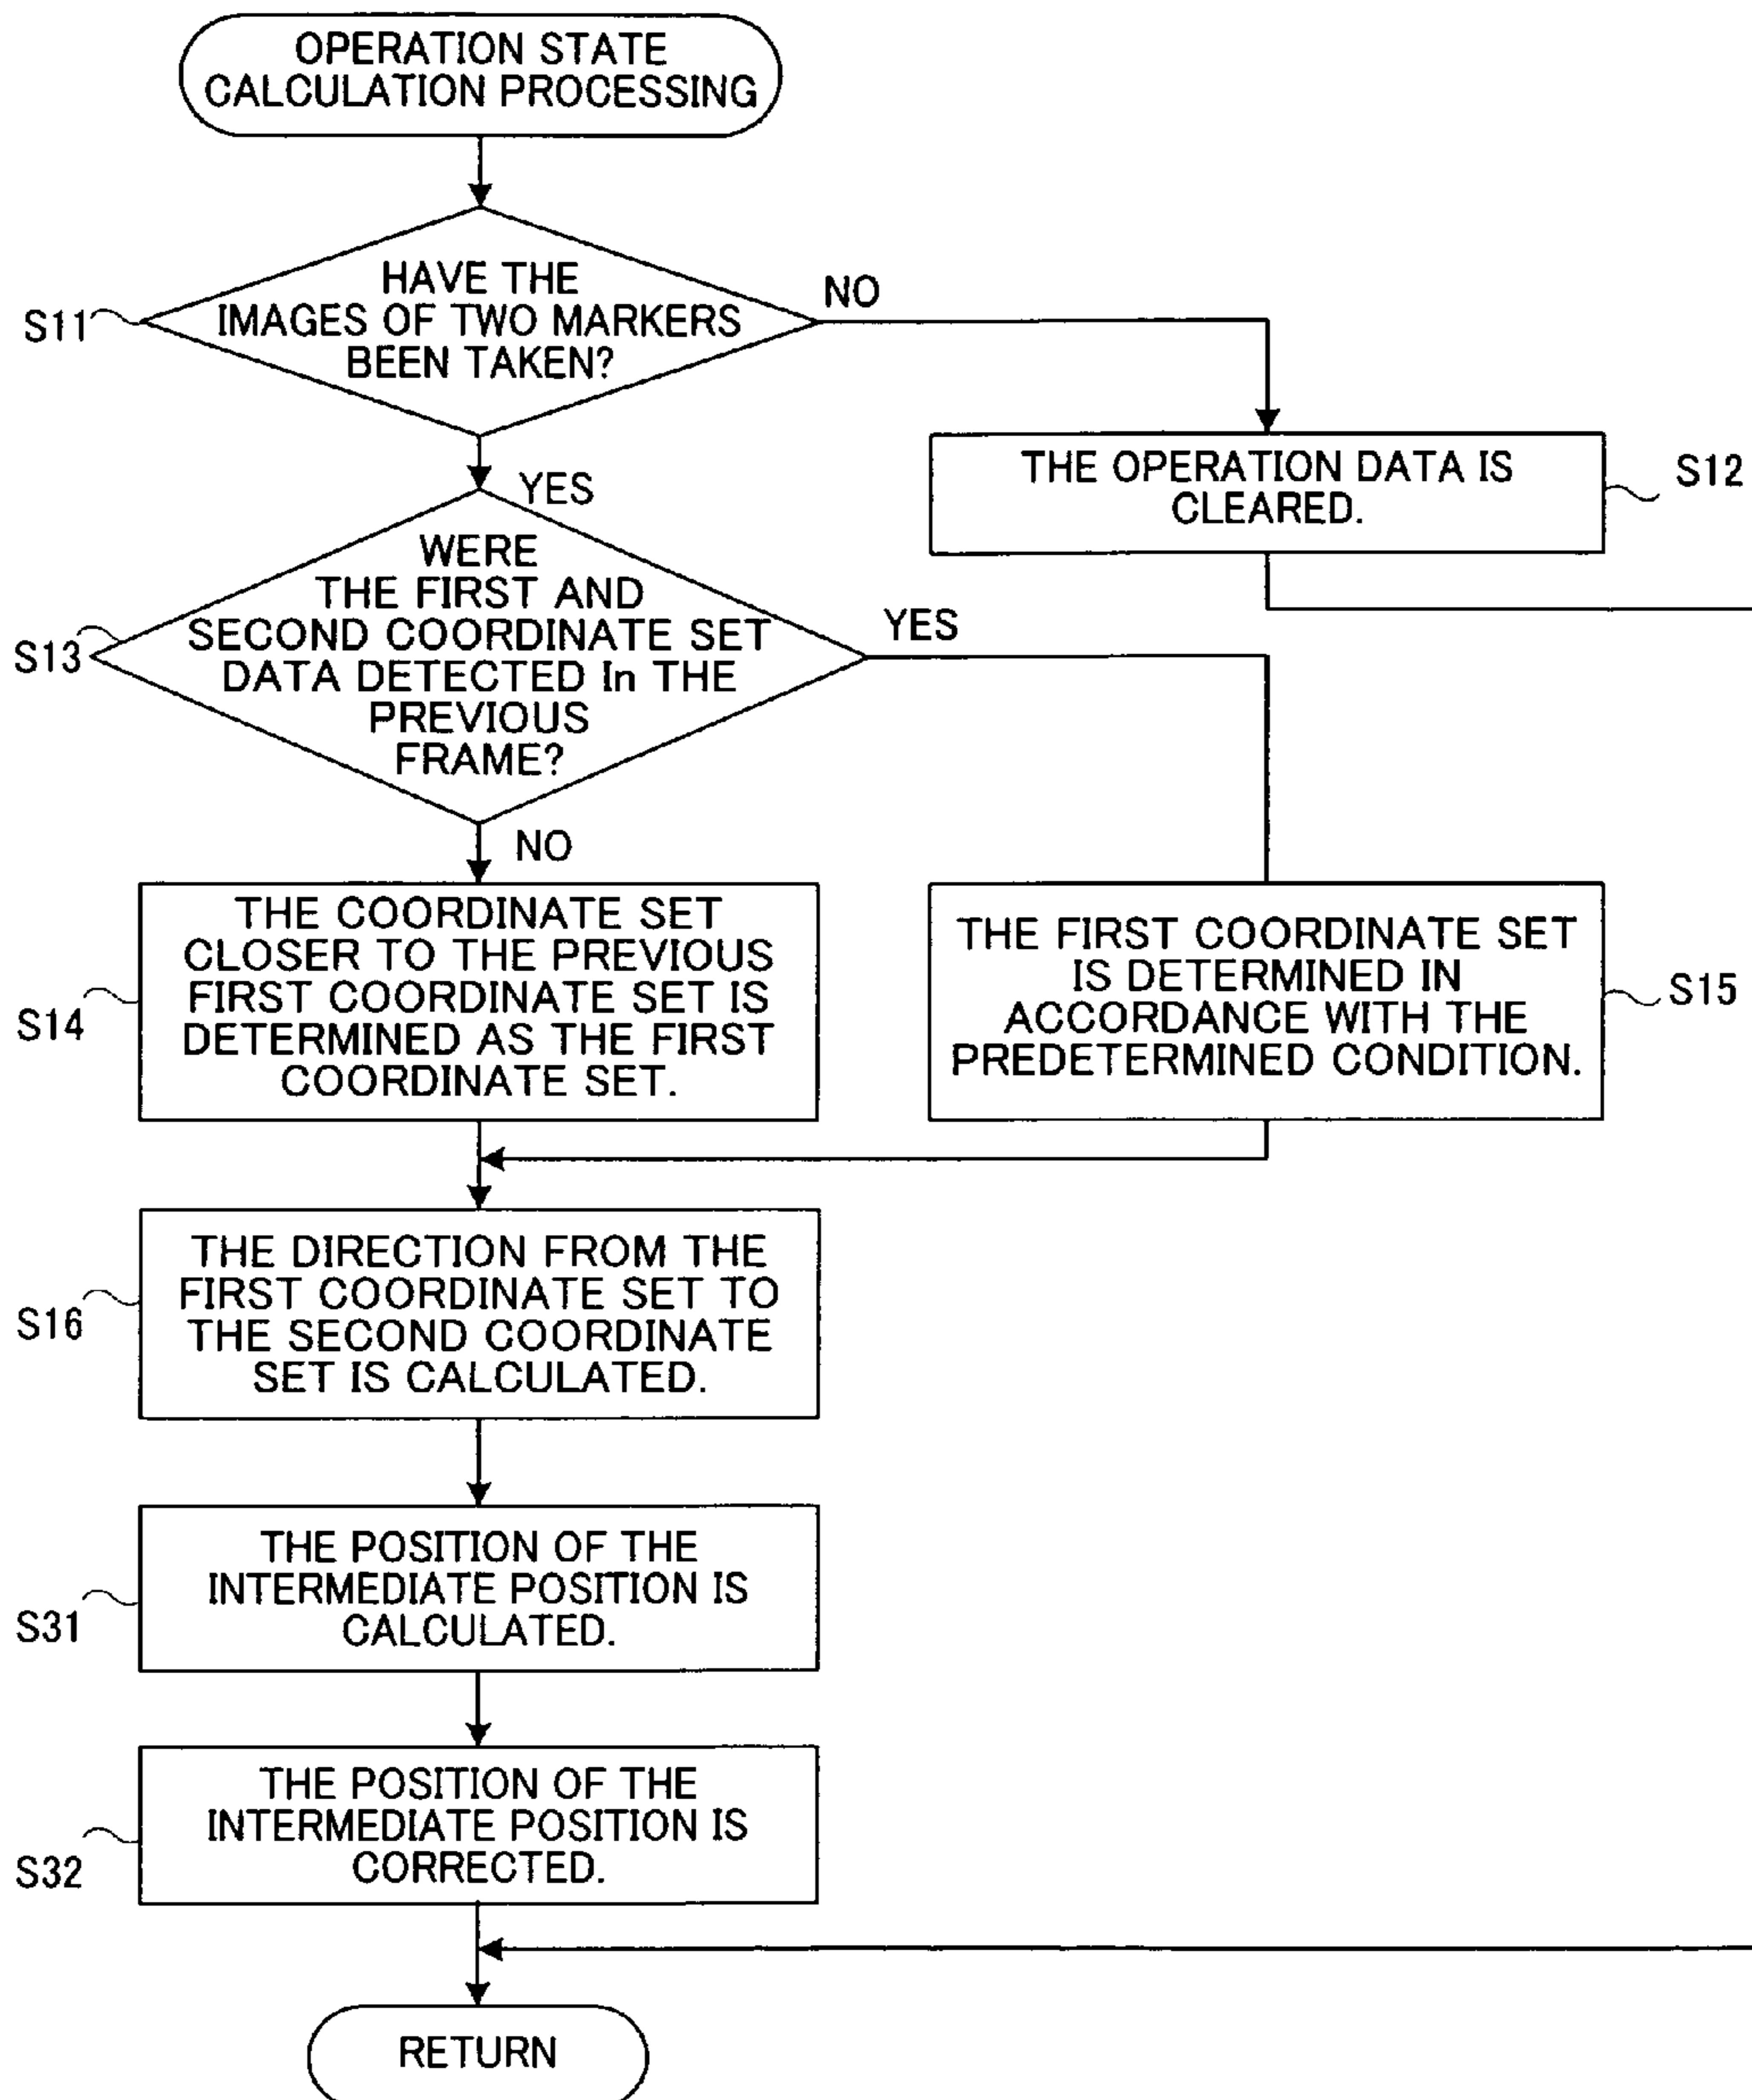 OPERATION STATE
CALCULATION PROCESSING
HAVE THE
IMAGES OF TWO MARKERS
BEEN TAKEN?
S11
NO
THE OPERATION DATA IS
CLEARED.
S12
YES
WERE
THE FIRST AND
SECOND COORDINATE SET
DATA DETECTED In THE
PREVIOUS
FRAME?
S13
YES
NO
THE COORDINATE SET
CLOSER TO THE PREVIOUS
FIRST COORDINATE SET IS
DETERMINED AS THE FIRST
COORDINATE SET.
S14
THE FIRST COORDINATE SET
IS DETERMINED IN
ACCORDANCE WITH THE
PREDETERMINED CONDITION.
S15
THE DIRECTION FROM THE
FIRST COORDINATE SET TO
THE SECOND COORDINATE
SET IS CALCULATED.
S16
THE POSITION OF THE
INTERMEDIATE POSITION IS
CALCULATED.
S31
THE POSITION OF THE
INTERMEDIATE POSITION IS
CORRECTED.
S32
RETURN